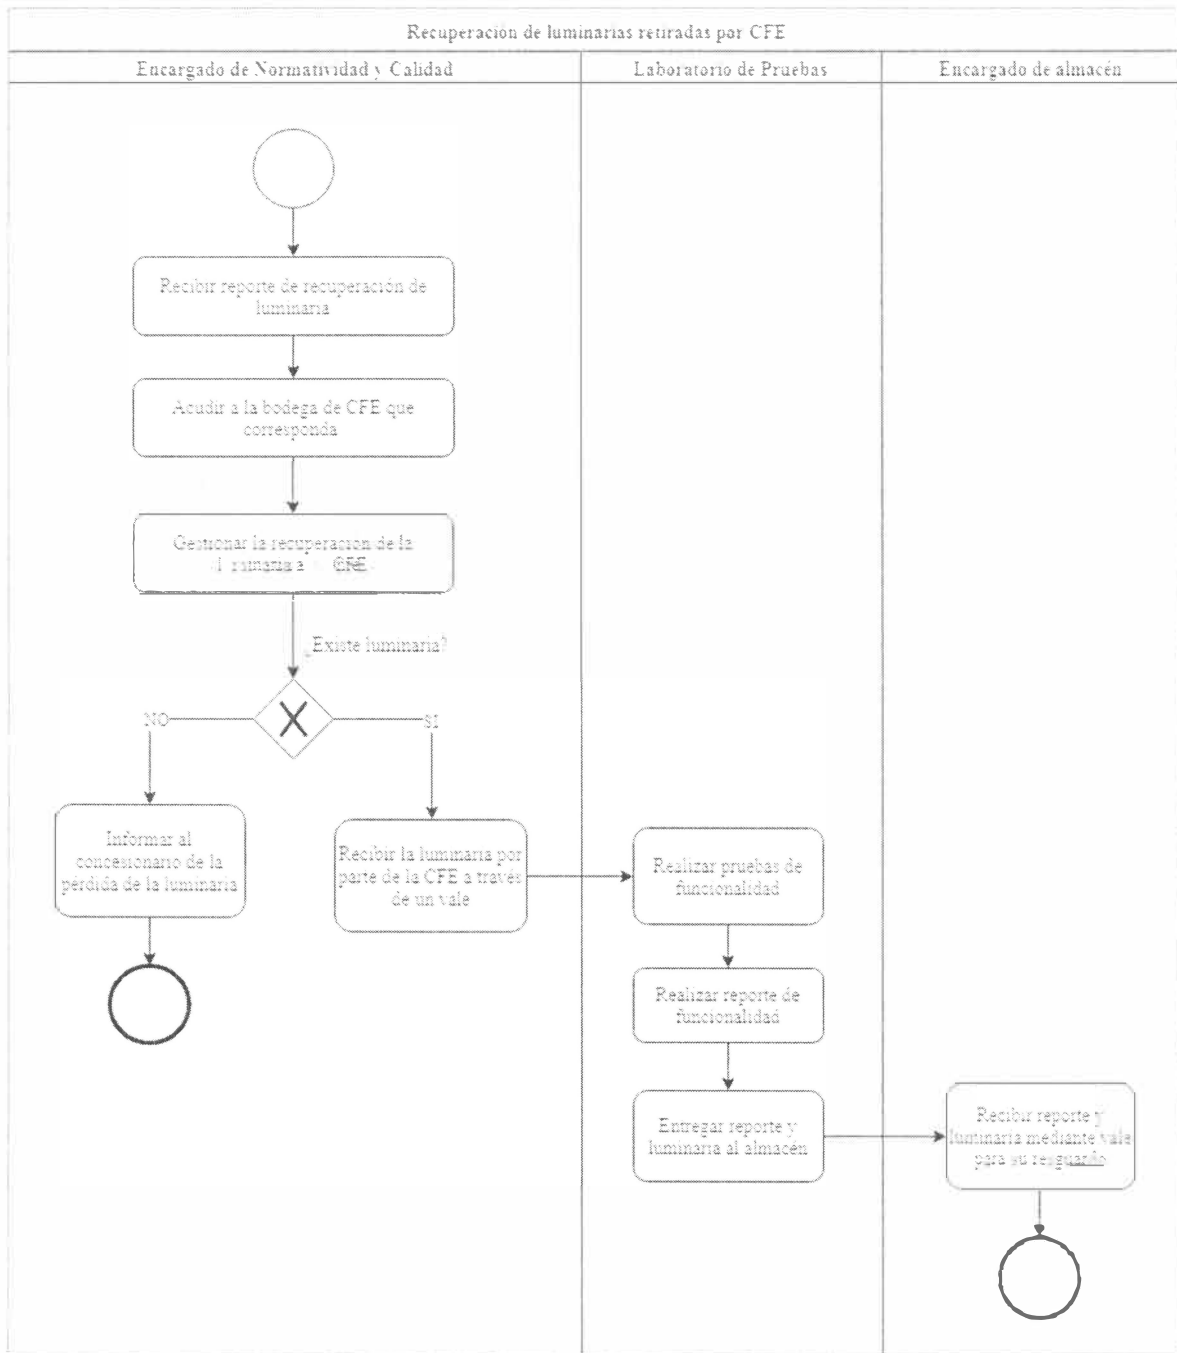 Recuperación de luminarias retiradas por CFE
Encargado de Normatividad y Calidad
Laboratorio de Pruebas
Encargado de almacén
Recibir reporte de recuperación de
luminaria
Acudir a la bodega de CFE que
corresponda
Gestionar la recuperación de la
CFE
¿Existe luminaria?
NO
SI
Informar al
concesionario de la
pérdida de la luminaria
Recibir la luminaria por
parte de la CFE a través
de un vale
Realizar pruebas de
funcionalidad
Realizar reporte de
funcionalidad
Entregar reporte y
luminaria al almacén
Recibir reporte y
luminaria mediante vale
para su resguardo